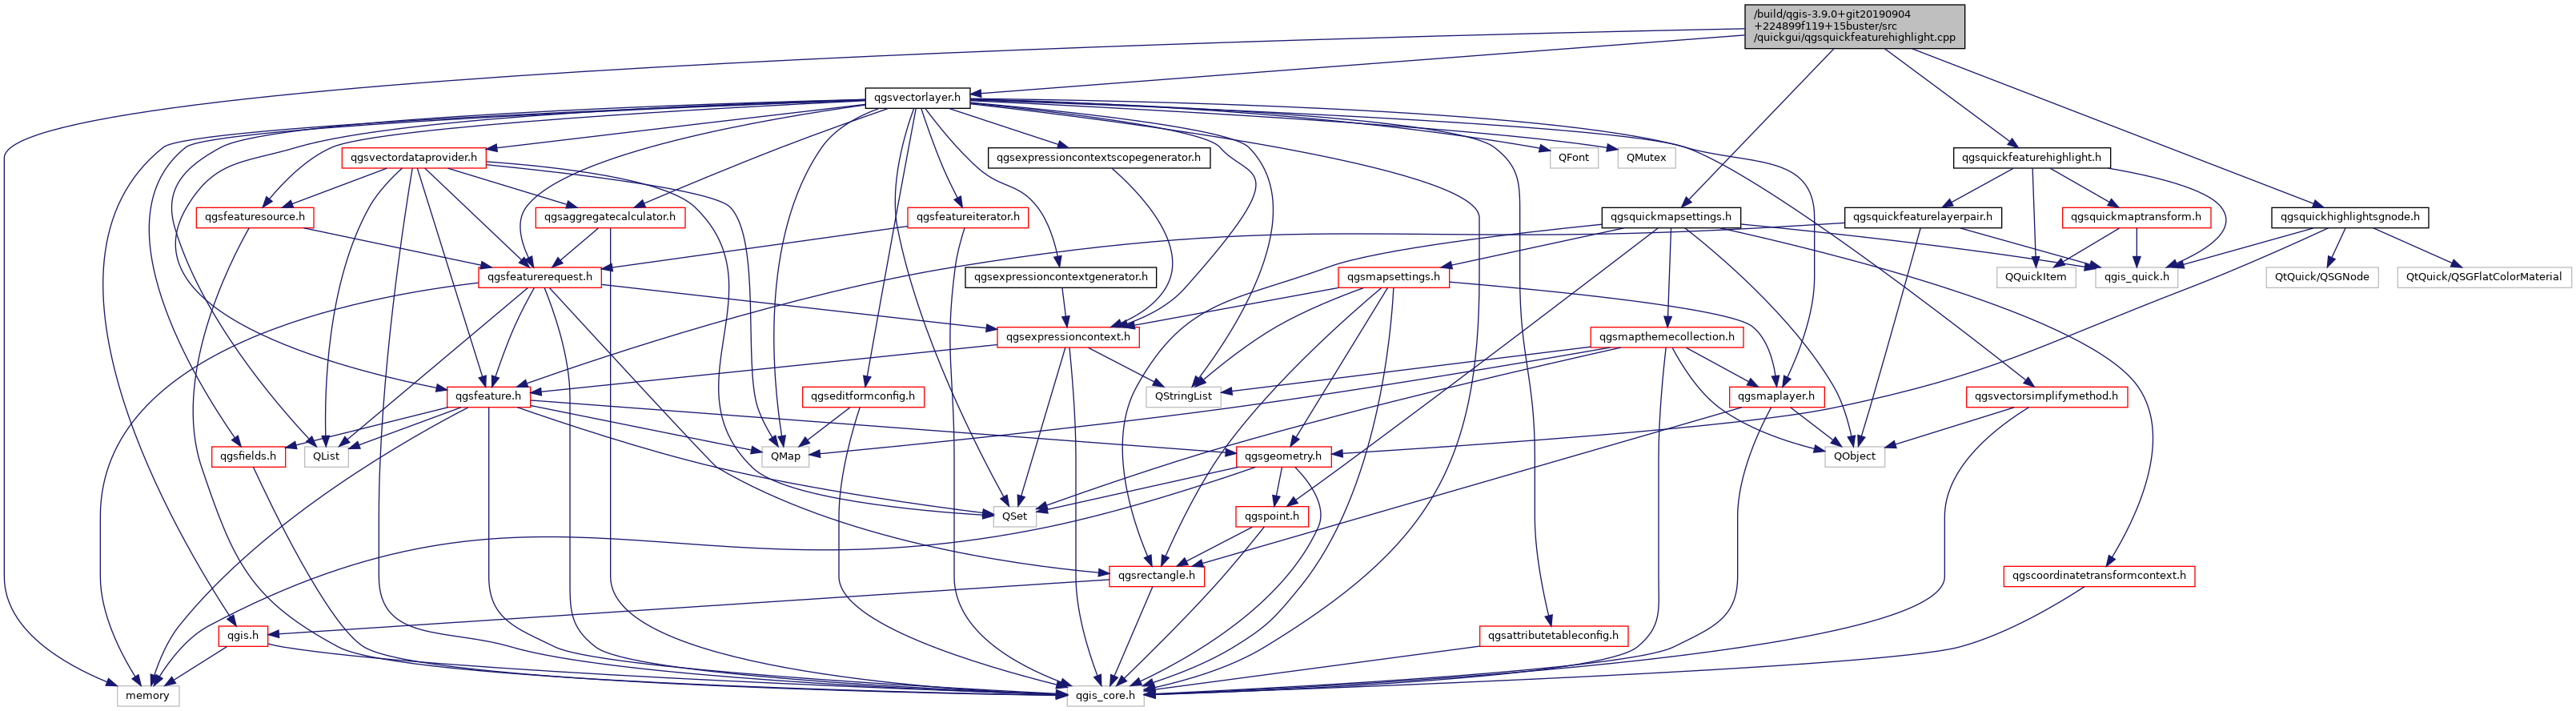 /build/qgis-3.9.0+git20190904
+224899f119+15buster/src
/quickgui/qgsquickfeaturehighlight.cpp
qgsvectorlayer.h
qgsvectordataprovider.h
qgsexpressioncontextscopegenerator.h
QFont
QMutex
qgsquickfeaturehighlight.h
qgsfeaturesource.h
qgsaggregatecalculator.h
qgsfeatureiterator.h
qgsquickmapsettings.h
qgsquickfeaturelayerpair.h
qgsquickmaptransform.h
qgsquickhighlightsgnode.h
qgsfeaturerequest.h
qgsexpressioncontextgenerator.h
qgsmapsettings.h
QQuickItem
qgis_quick.h
QtQuick/QSGNode
QtQuick/QSGFlatColorMaterial
qgsexpressioncontext.h
qgsmapthemecollection.h
qgsfeature.h
qgseditformconfig.h
QStringList
qgsmaplayer.h
qgsvectorsimplifymethod.h
qgsfields.h
QList
QMap
qgsgeometry.h
QObject
QSet
qgspoint.h
qgsrectangle.h
qgscoordinatetransformcontext.h
qgis.h
qgsattributetableconfig.h
memory
qgis_core.h